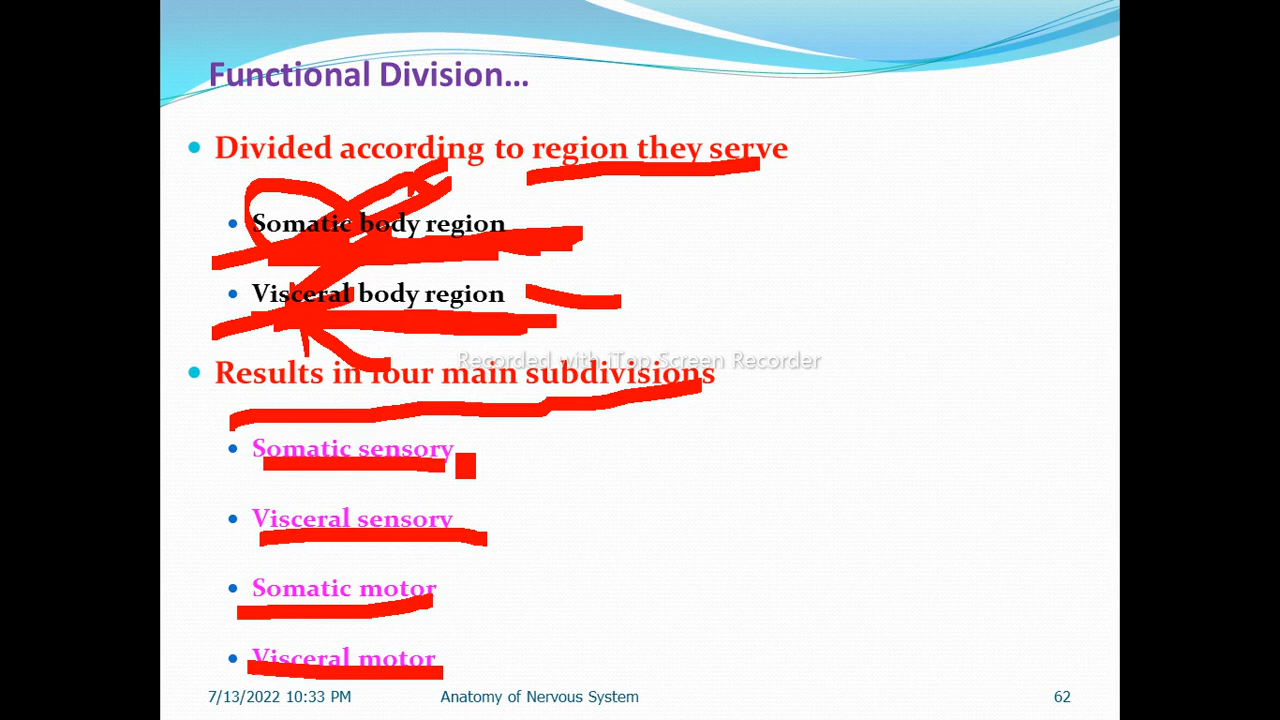 Functional Division…
• Divided according to region they serve
• Somatic body region
• Visceral body region
Recorded with iTop Screen Recorder
• Results in four main subdivisions
• Somatic sensory
• Visceral sensory
• Somatic motor
• Visceral motor
7/13/2022 10:33 PM Anatomy of Nervous System 62